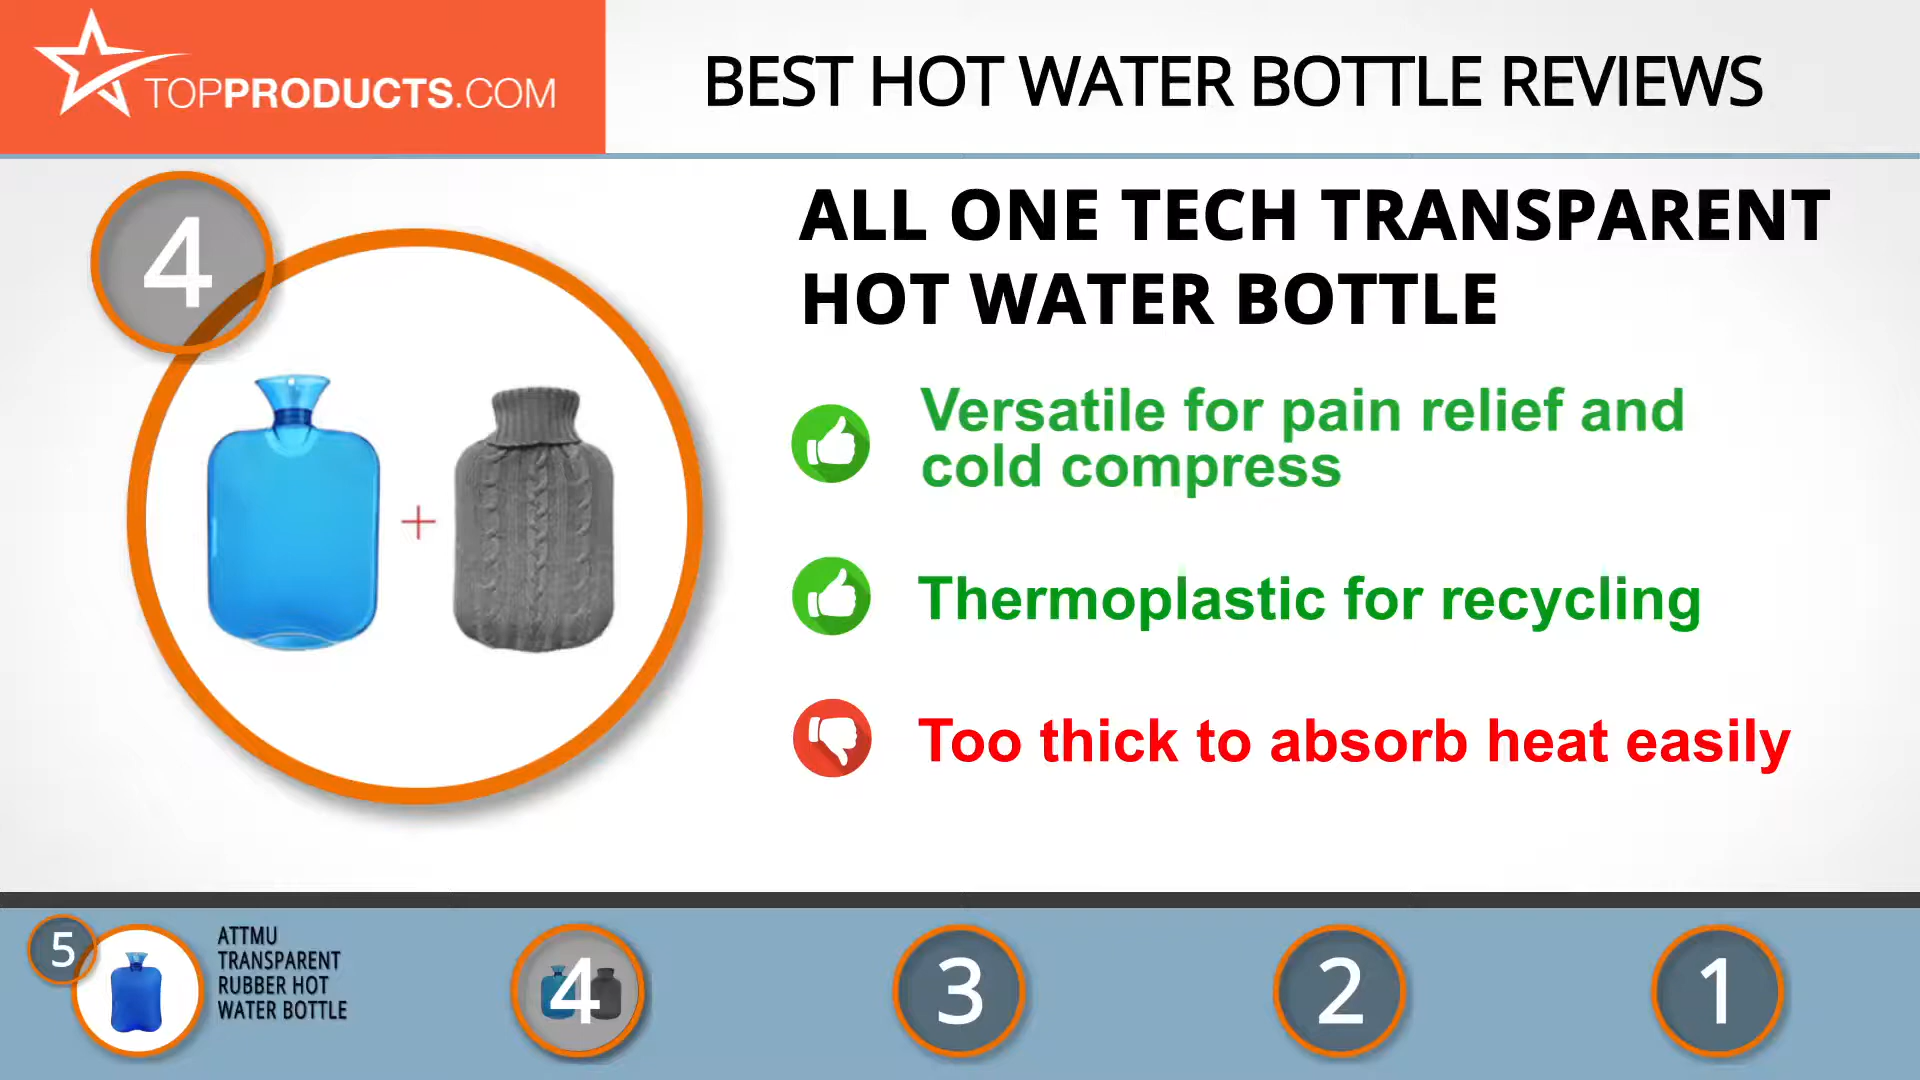 TOPPRODUCTS.COM
BEST HOT WATER BOTTLE REVIEWS
4
ALL ONE TECH TRANSPARENT
HOT WATER BOTTLE
Versatile for pain relief and
cold compress
+
Thermoplastic for recycling
Too thick to absorb heat easily
5
ATTMU
TRANSPARENT
RUBBER HOT
WATER BOTTLE
4
3
2
1